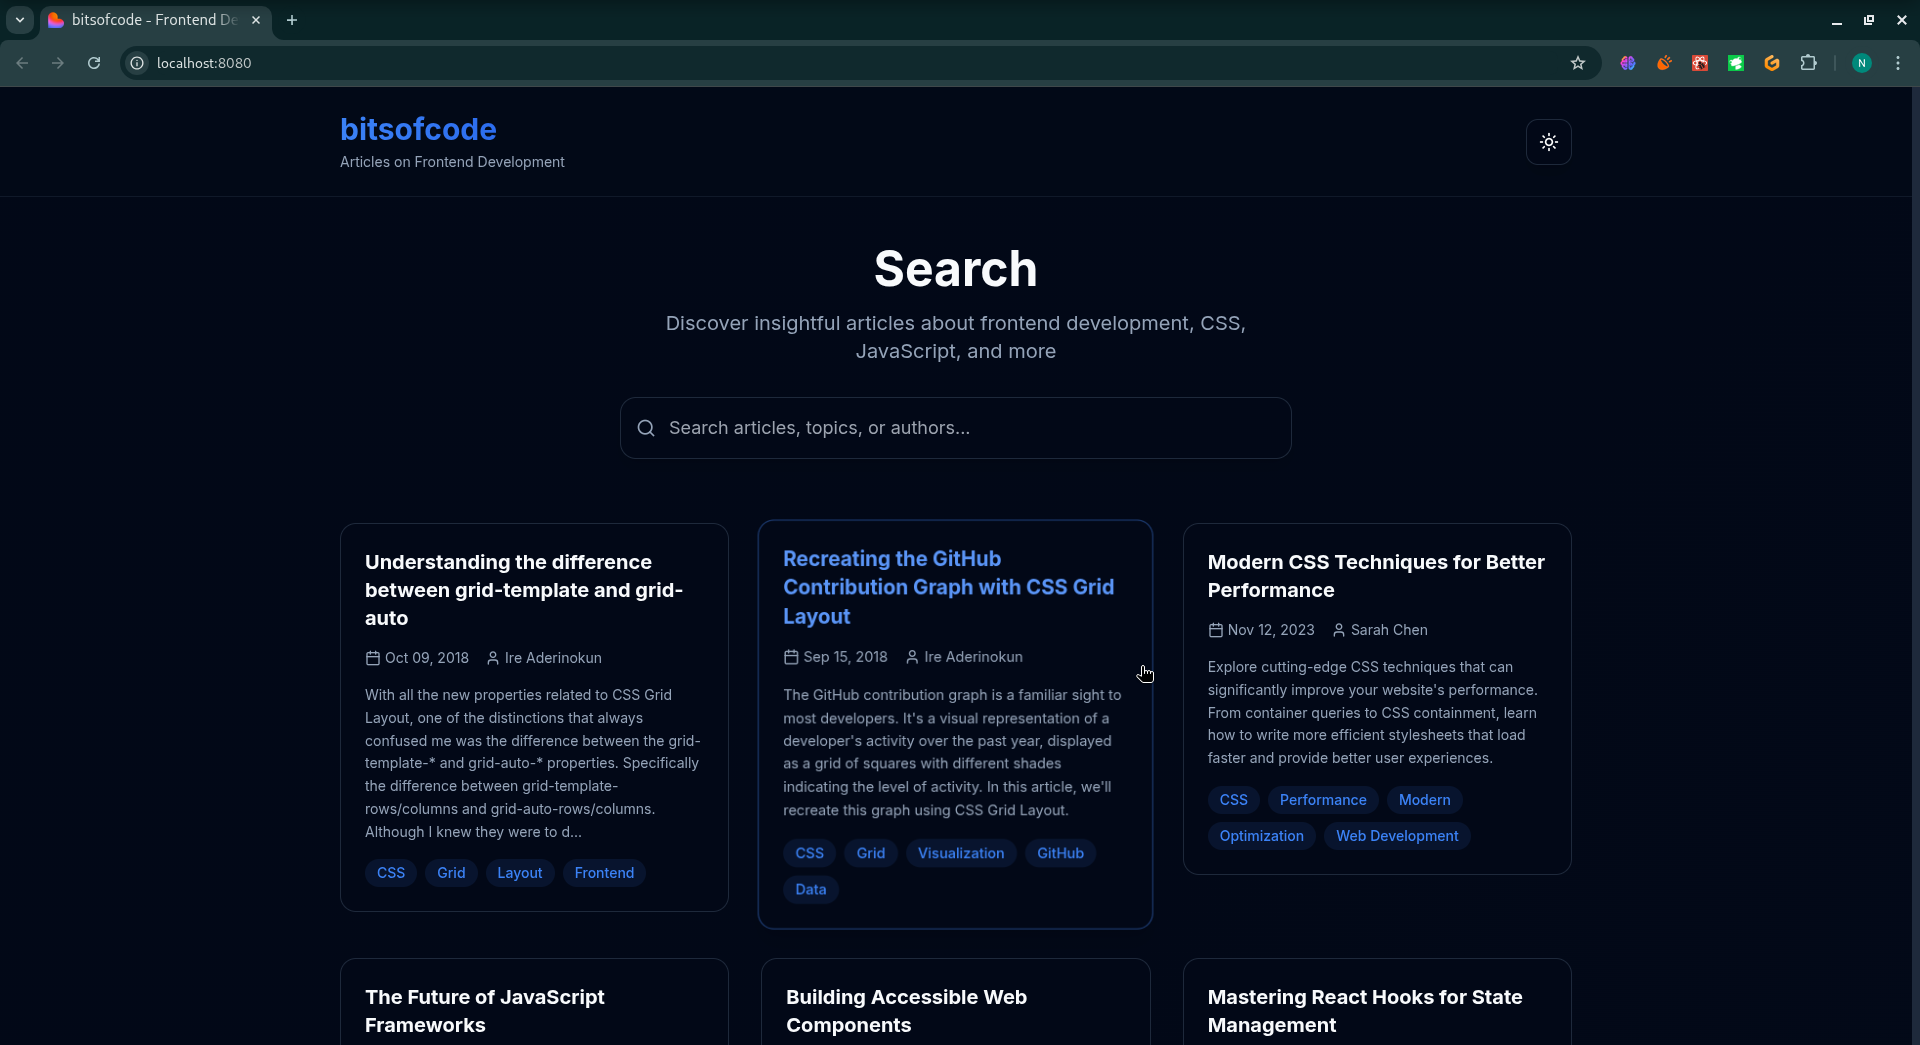 bitsofcode - Frontend De
localhost:8080
N
bitsofcode
Articles on Frontend Development
Search
Discover insightful articles about frontend development, CSS,
JavaScript, and more
Search articles, topics, or authors...
Understanding the difference
between grid-template and grid-
auto
Oct 09, 2018 Ire Aderinokun
With all the new properties related to CSS Grid
Layout, one of the distinctions that always
confused me was the difference between the grid-
template-* and grid-auto-* properties. Specifically
the difference between grid-template-
rows/columns and grid-auto-rows/columns.
Although I knew they were to d...
CSS Grid Layout Frontend
Recreating the GitHub
Contribution Graph with CSS Grid
Layout
Sep 15, 2018 Ire Aderinokun
The GitHub contribution graph is a familiar sight to
most developers. It's a visual representation of a
developer's activity over the past year, displayed
as a grid of squares with different shades
indicating the level of activity. In this article, we'll
recreate this graph using CSS Grid Layout.
CSS Grid Visualization GitHub
Data
Modern CSS Techniques for Better
Performance
Nov 12, 2023 Sarah Chen
Explore cutting-edge CSS techniques that can
significantly improve your website's performance.
From container queries to CSS containment, learn
how to write more efficient stylesheets that load
faster and provide better user experiences.
CSS Performance Modern
Optimization Web Development
The Future of JavaScript
Frameworks
Building Accessible Web
Components
Mastering React Hooks for State
Management